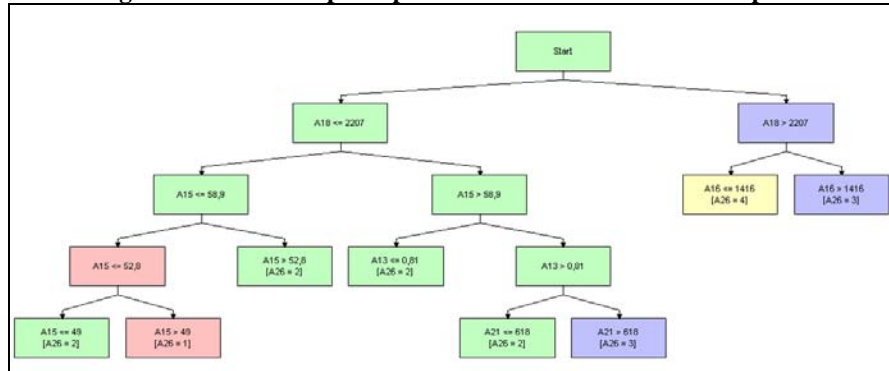 Start
A18 <= 2207
A18 > 2207
A15 <= 58,9
A15 > 58,9
A16 <= 1416
[A26 = 4]
A16 > 1416
[A26 = 3]
A15 <= 52,8
A15 > 52,8
[A26 = 2]
A13 <= 0,81
[A26 = 2]
A13 > 0,81
A15 <= 49
[A26 = 2]
A15 > 49
[A26 = 1]
A21 <= 618
[A26 = 2]
A21 > 618
[A26 = 3]